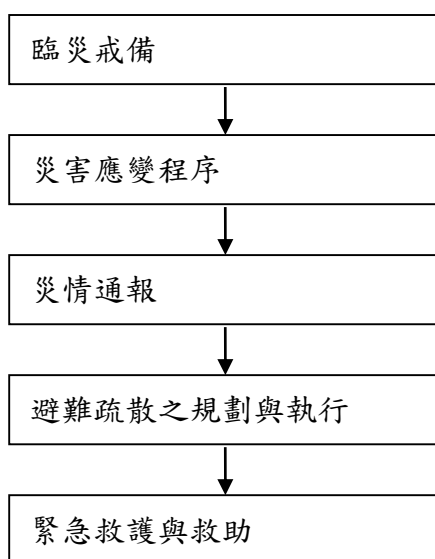 臨災戒備
災害應變程序
災情通報
避難疏散之規劃與執行
緊急救護與救助